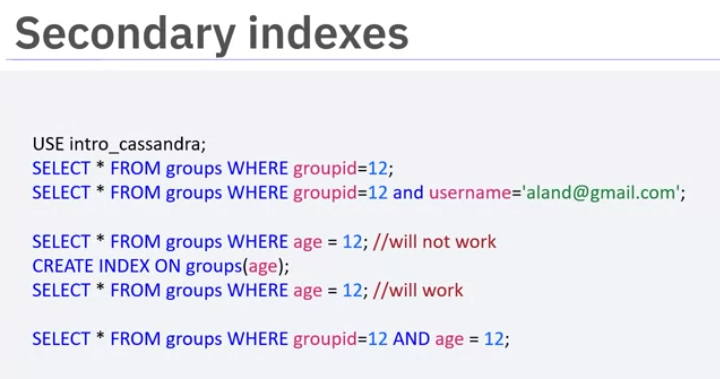 Secondary indexes
USE intro_cassandra;
SELECT * FROM groups WHERE groupid=12;
SELECT * FROM groups WHERE groupid=12 and username='aland@gmail.com';
SELECT * FROM groups WHERE age = 12; //will not work
CREATE INDEX ON groups(age);
SELECT * FROM groups WHERE age = 12; //will work
SELECT * FROM groups WHERE groupid=12 AND age = 12;